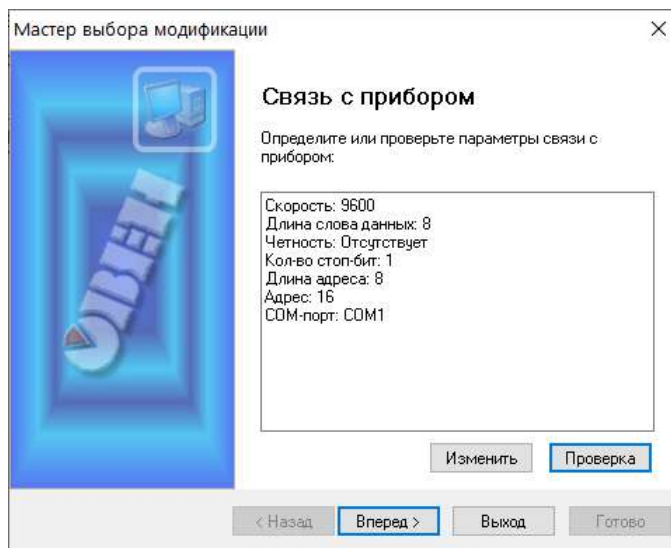 Мастер выбора модификации
ОВЕН
Связь с прибором
Определите или проверьте параметры связи с
прибором:
Скорость: 9600
Длина слова данных: 8
Четность: Отсутствует
Кол-во стоп-бит: 1
Длина адреса: 8
Адрес: 16
COM-порт: COM1
Изменить
Проверка
< Назад
Вперед >
Выход
Готово